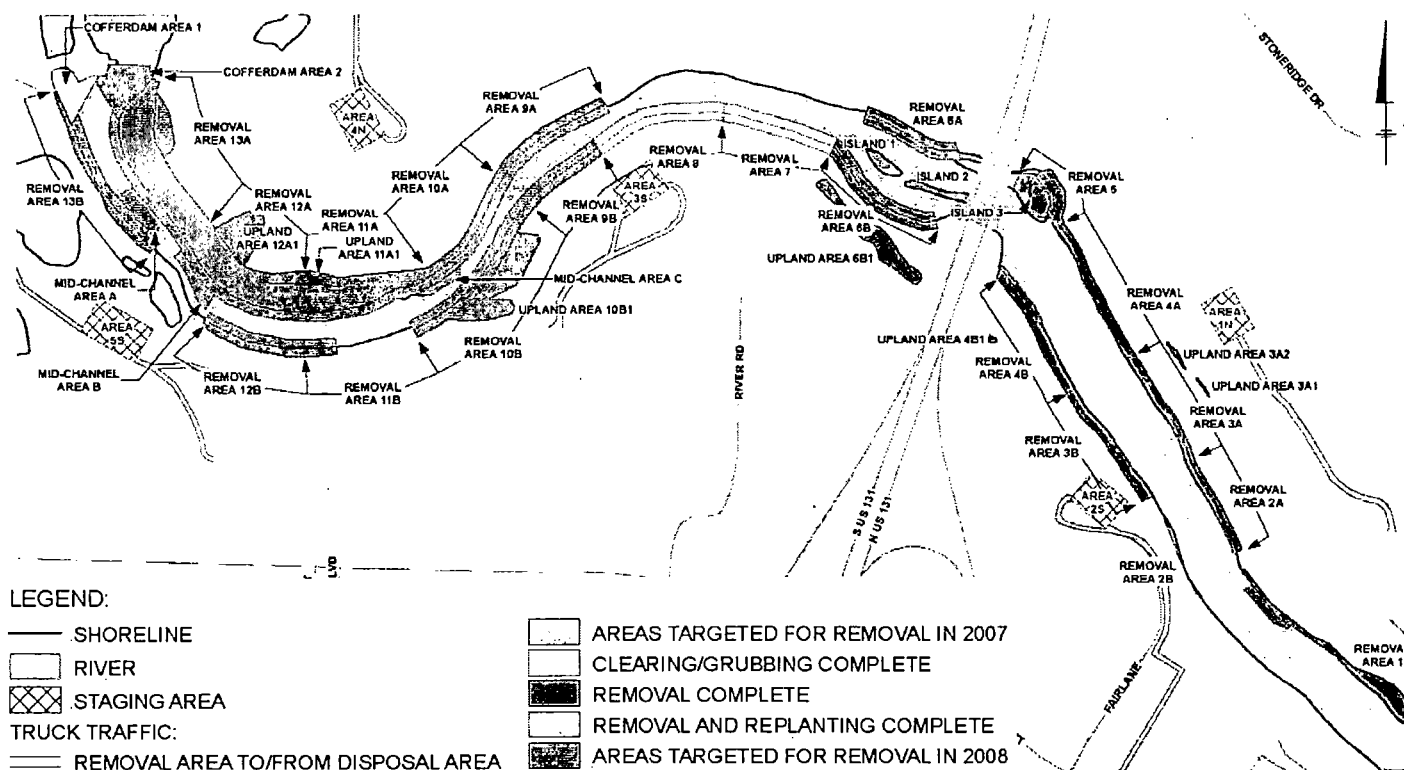 COFFERDAM AREA 1
COFFERDAM AREA 2
STONERIDGE DR
AREA
4N
REMOVAL
AREA 9A
REMOVAL
AREA 13A
REMOVAL
AREA 6A
REMOVAL
AREA 10A
REMOVAL
AREA 8
REMOVAL
AREA 7
ISLAND 1
ISLAND 2
ISLAND 3
REMOVAL
AREA 5
REMOVAL
AREA 13B
REMOVAL
AREA 12A
REMOVAL
AREA 11A
AREA
3S
REMOVAL
AREA 9B
REMOVAL
AREA 6B
UPLAND
AREA 12A1
UPLAND
AREA 11A1
UPLAND AREA 6B1
MID-CHANNEL
AREA A
MID-CHANNEL AREA C
UPLAND AREA 10B1
REMOVAL
AREA 4A
AREA
1N
AREA
5S
REMOVAL
AREA 10B
UPLAND AREA 4B1
REMOVAL
AREA 4B
UPLAND AREA 3A2
UPLAND AREA 3A1
MID-CHANNEL
AREA B
REMOVAL
AREA 12B
REMOVAL
AREA 11B
RIVER RD
REMOVAL
AREA 3A
REMOVAL
AREA 3B
S US 131
N US 131
AREA
2S
REMOVAL
AREA 2A
REMOVAL
AREA 2B
BLVD
FAIRLANE
REMOVA
AREA 1
LEGEND:
SHORELINE
RIVER
STAGING AREA
TRUCK TRAFFIC:
REMOVAL AREA TO/FROM DISPOSAL AREA
AREAS TARGETED FOR REMOVAL IN 2007
CLEARING/GRUBBING COMPLETE
REMOVAL COMPLETE
REMOVAL AND REPLANTING COMPLETE
AREAS TARGETED FOR REMOVAL IN 2008